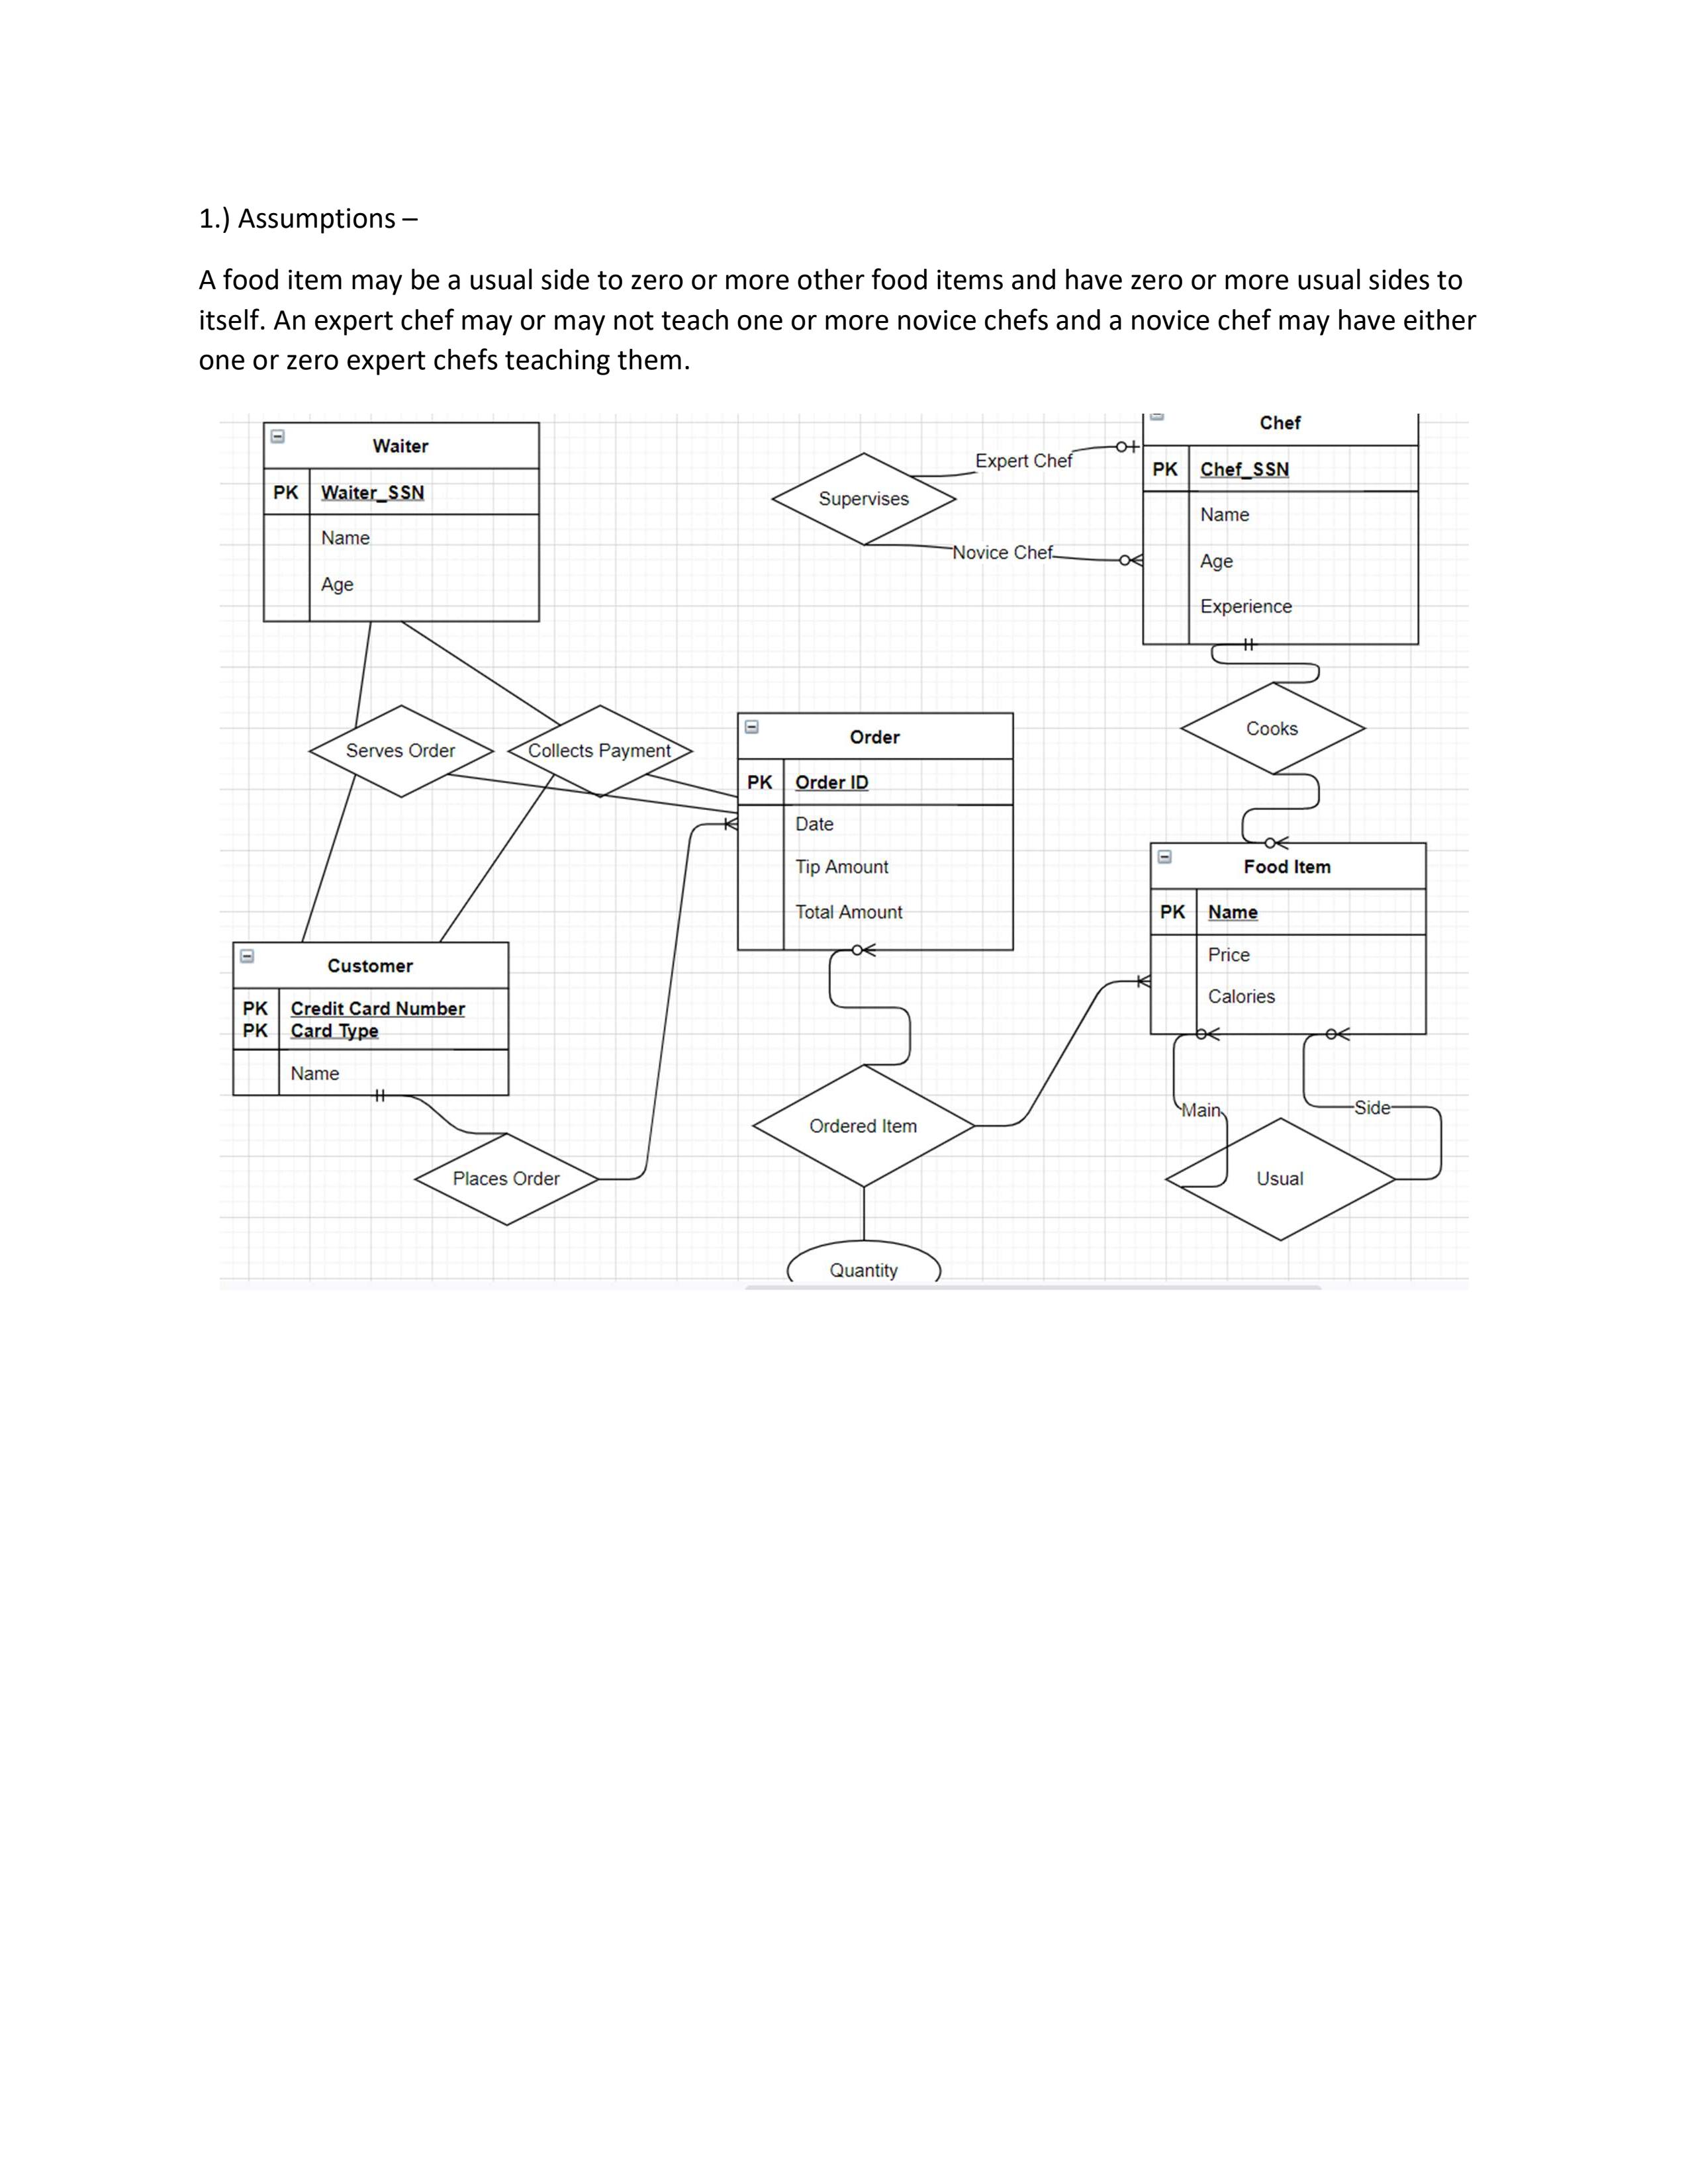 1.) Assumptions –
A food item may be a usual side to zero or more other food items and have zero or more usual sides to
itself. An expert chef may or may not teach one or more novice chefs and a novice chef may have either
one or zero expert chefs teaching them.
Waiter
PK Waiter_SSN
Name
Age
Supervises
Expert Chef
Novice Chef
Chef
PK Chef_SSN
Name
Age
Experience
Serves Order
Collects Payment
Order
PK Order ID
Date
Tip Amount
Total Amount
Cooks
Food Item
PK Name
Price
Calories
Customer
PK Credit Card Number
PK Card Type
Name
Places Order
Ordered Item
Quantity
Main
Side
Usual